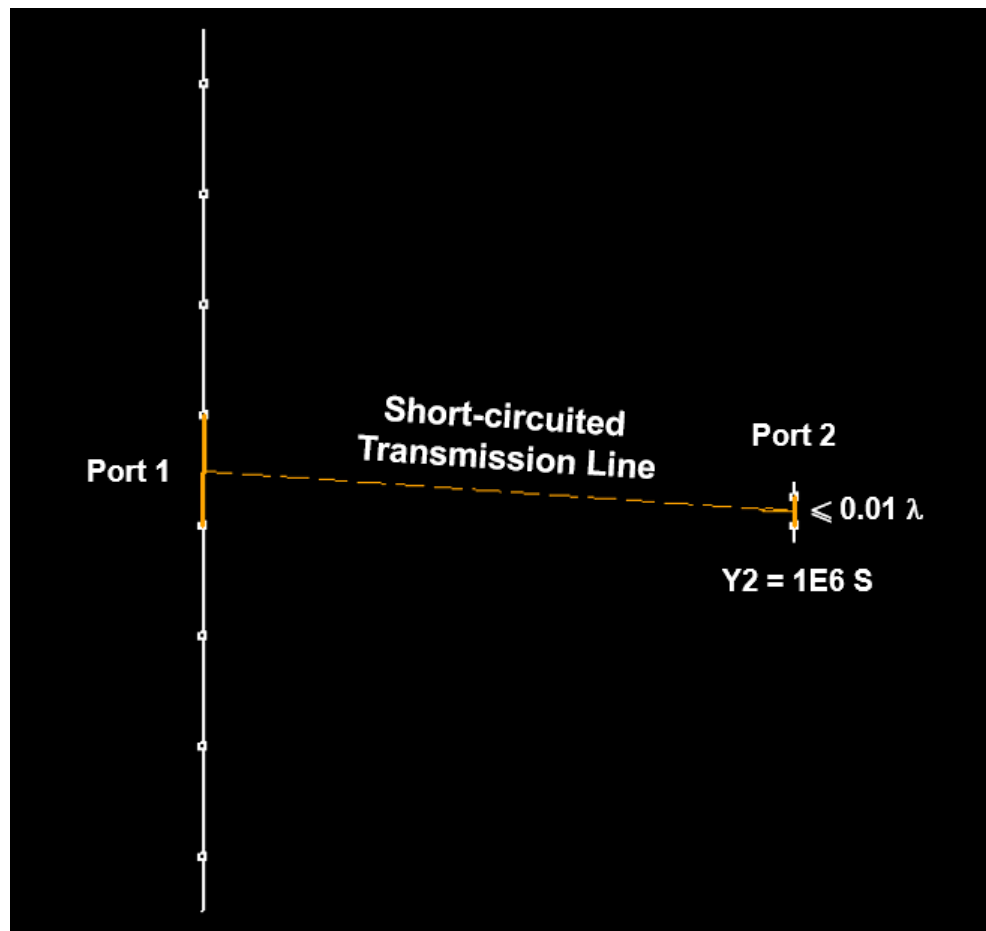 Short-circuited
Transmission Line
Port 2
Port 1
⩽ 0.01 λ
Y2 = 1E6 S